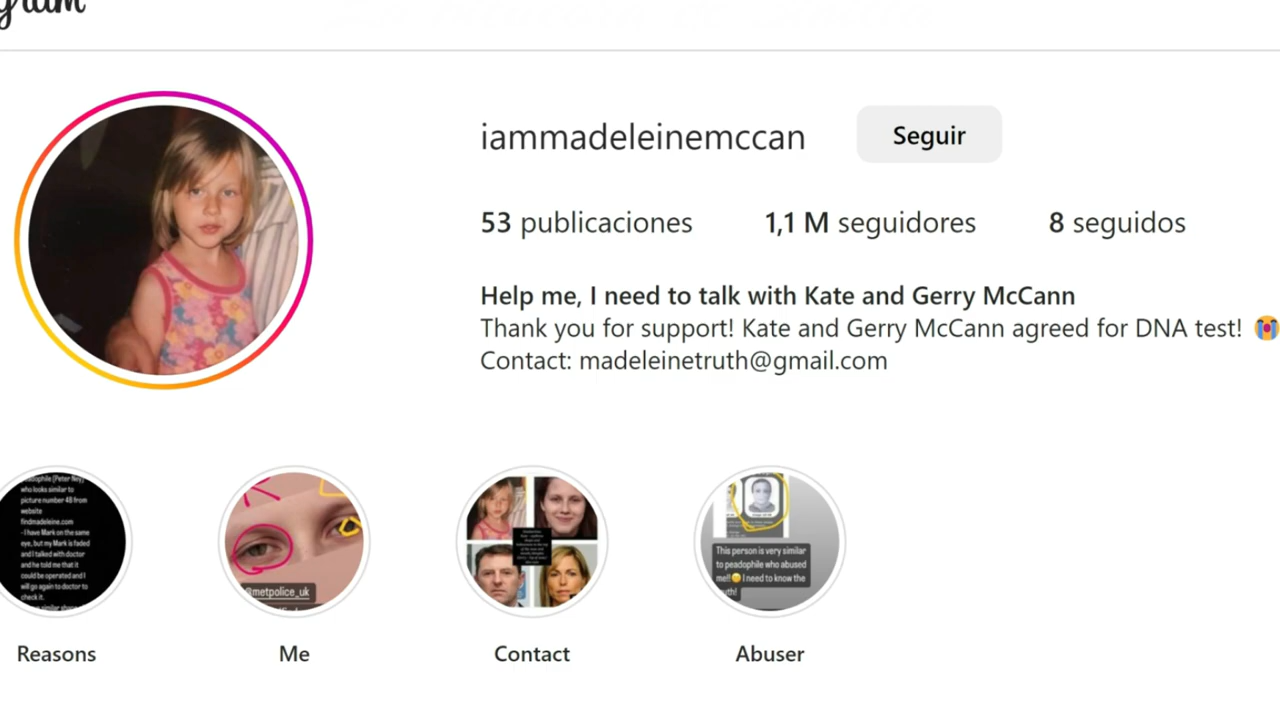 iammadeleinemccan
Seguir
53 publicaciones
1,1 M seguidores
8 seguidos
Help me, I need to talk with Kate and Gerry McCann
Thank you for support! Kate and Gerry McCann agreed for DNA test! 😭
Contact: madeleinetruth@gmail.com
who looks similar to
picture number 48 from
website
findmadeleine.com
-I have Mark on the same
eye, but my Mark is faded
and I talked with doctor
and he told me that it
could be operated and I
will go again to doctor to
check it.
@metpolice_uk
This person is very similar
to peadophile who abused
me!! I need to know the
Reasons
Me
Contact
Abuser